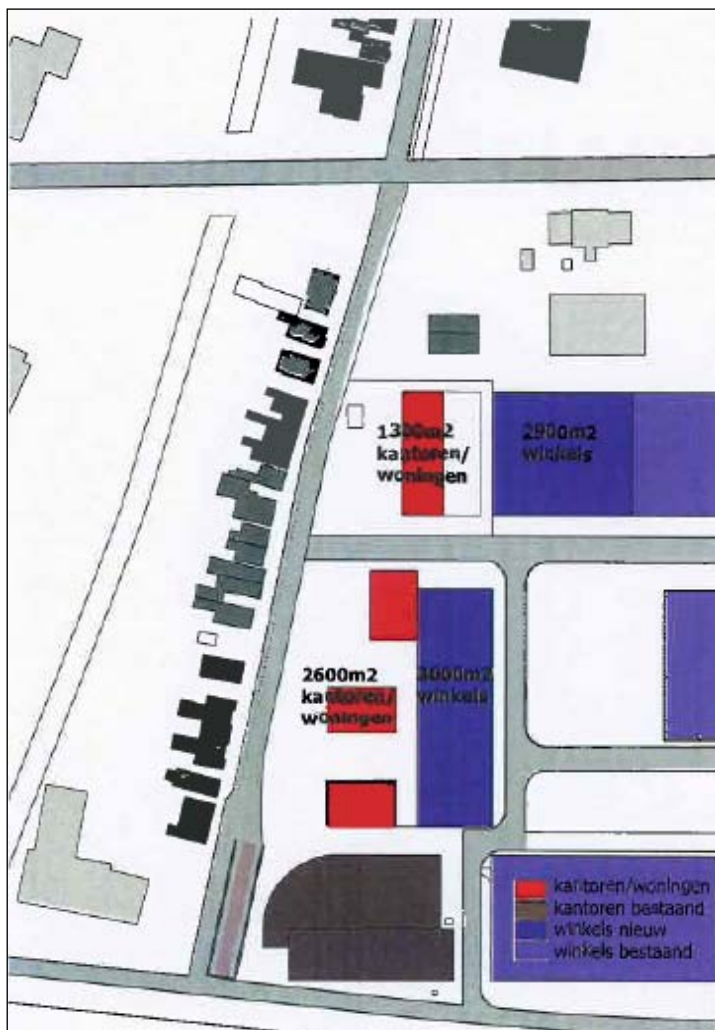 1300m2
kantoren/
woningen
2900m2
winkels
2600m2
kantoren/
woningen
3000m2
winkels
kantoren/woningen
kantoren bestaand
winkels nieuw
winkels bestaand